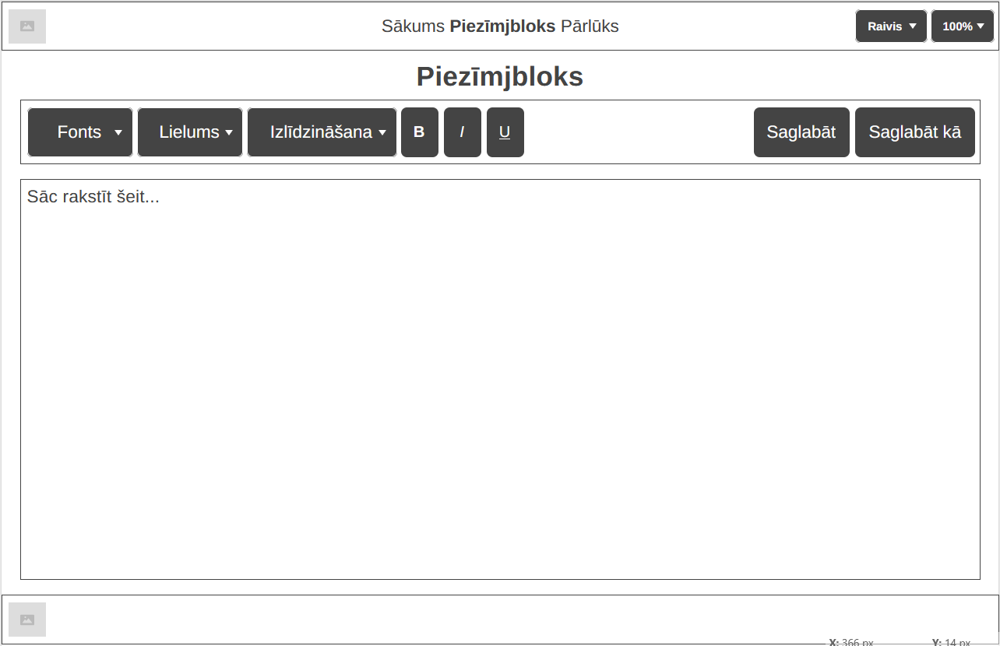 Sākums Piezīmjbloks Pārlūks
Raivis
100%
Piezīmjbloks
Fonts
Lielums
Izlīdzināšana
B
I
U
Saglabāt
Saglabāt kā
Sāc rakstīt šeit...
X: 366 px
Y: 14 px